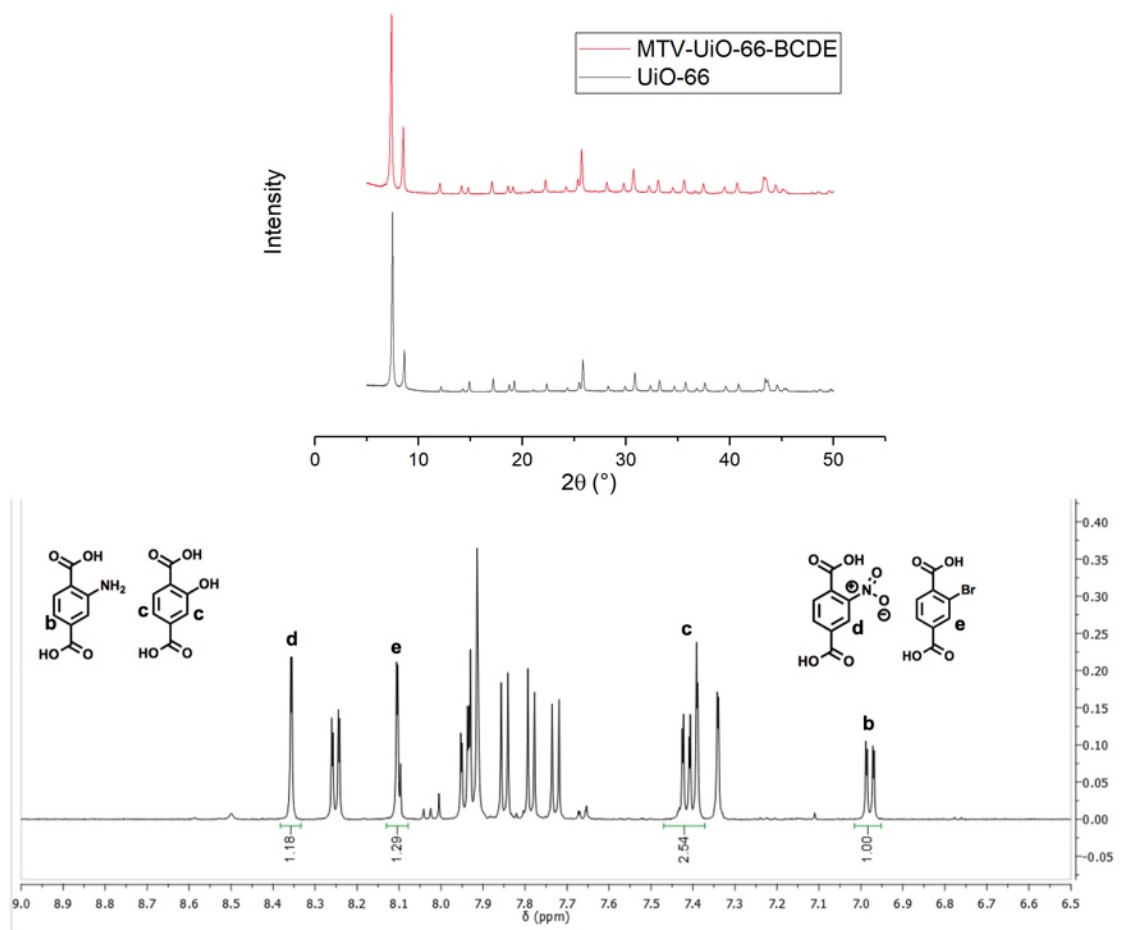 MTV-UiO-66-BCDE
UiO-66
Intensity
0 10 20 30 40 50
2θ (°)
O OH
NH2
b
HO O
O OH
OH
c c
HO O
O OH
⊕ N O
O ⊖
d
HO O
O OH
Br
e
HO O
d
e
c
b
0.40
0.35
0.30
0.25
0.20
0.15
0.10
0.05
0.00
-0.05
1.18
1.29
2.54
1.00
9.0 8.9 8.8 8.7 8.6 8.5 8.4 8.3 8.2 8.1 8.0 7.9 7.8 7.7 7.6 7.5 7.4 7.3 7.2 7.1 7.0 6.9 6.8 6.7 6.6 6.5
δ (ppm)